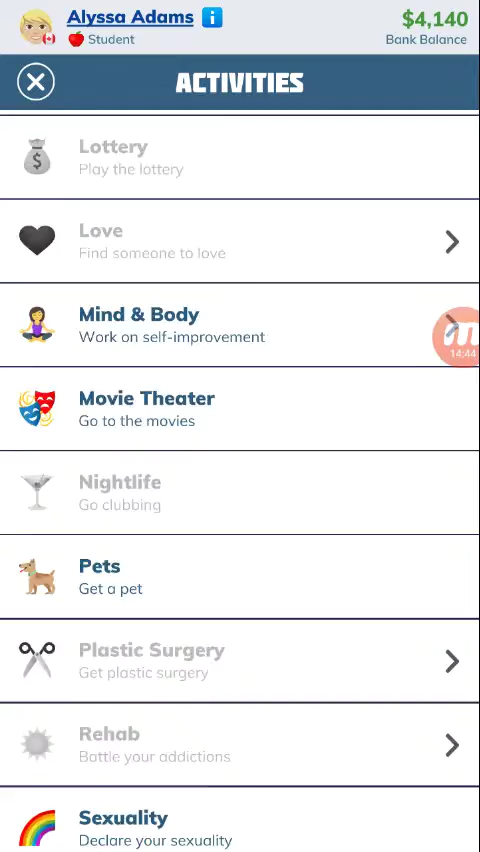 Alyssa Adams
$4,140
Student
Bank Balance
ACTIVITIES
Lottery
Play the lottery
Love
Find someone to love
Mind & Body
Work on self-improvement
14:44
Movie Theater
Go to the movies
Nightlife
Go clubbing
Pets
Get a pet
Plastic Surgery
Get plastic surgery
Rehab
Battle your addictions
Sexuality
Declare your sexuality